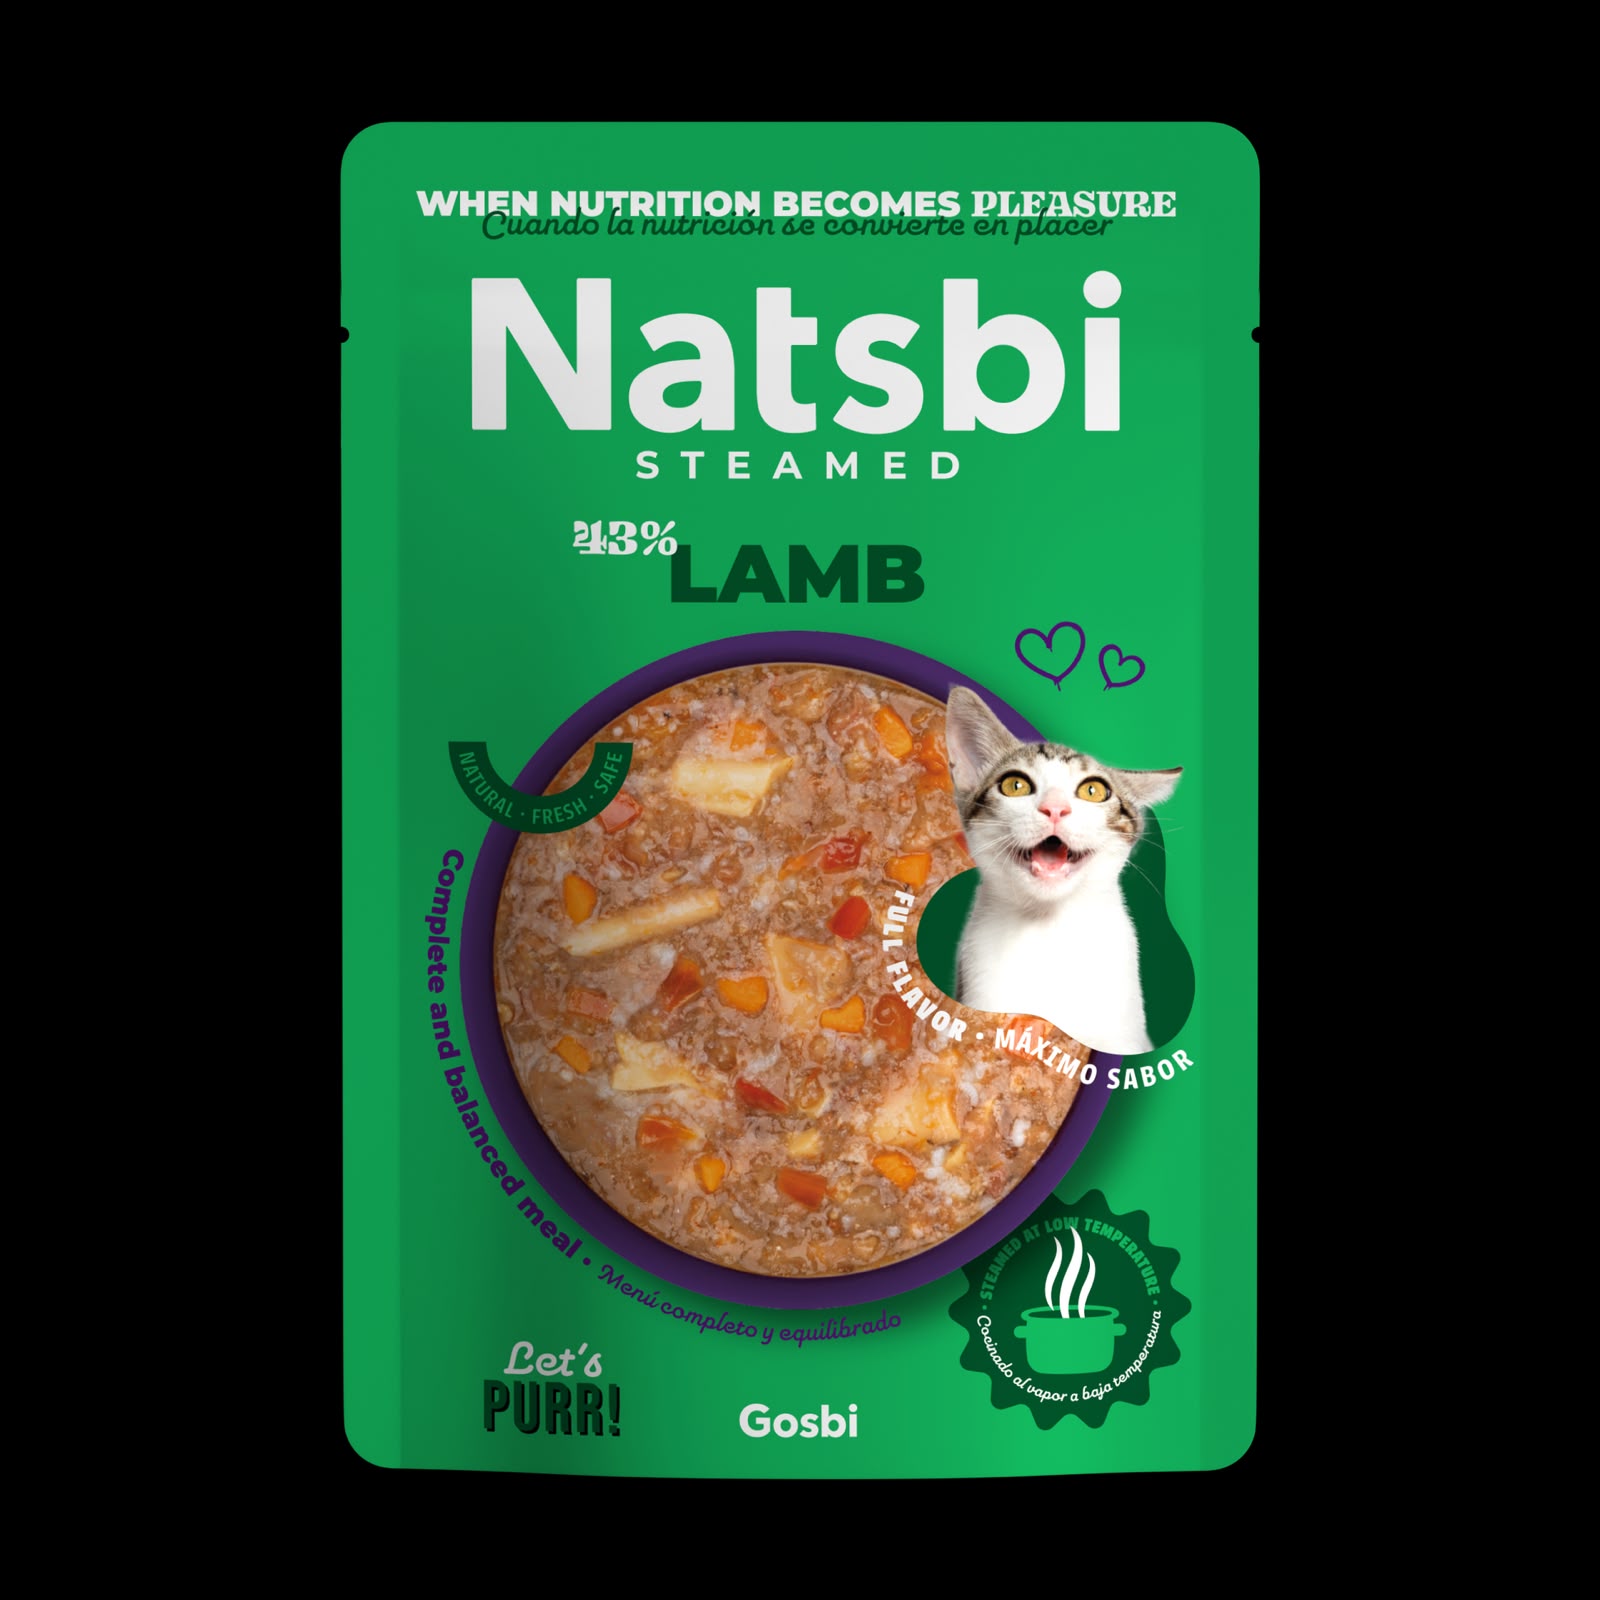 WHEN NUTRITION BECOMES PLEASURE
Cuando la nutrición se convierte en placer
Natsbi
STEAMED
43%
LAMB
NATURAL · FRESH · SAFE
FULL FLAVOR · MÁXIMO SABOR
Complete and balanced meal · Menú completo y equilibrado
· STEAMED AT LOW TEMPERATURE ·
Cocinado al vapor a baja temperatura
Let's
PURR!
Gosbi